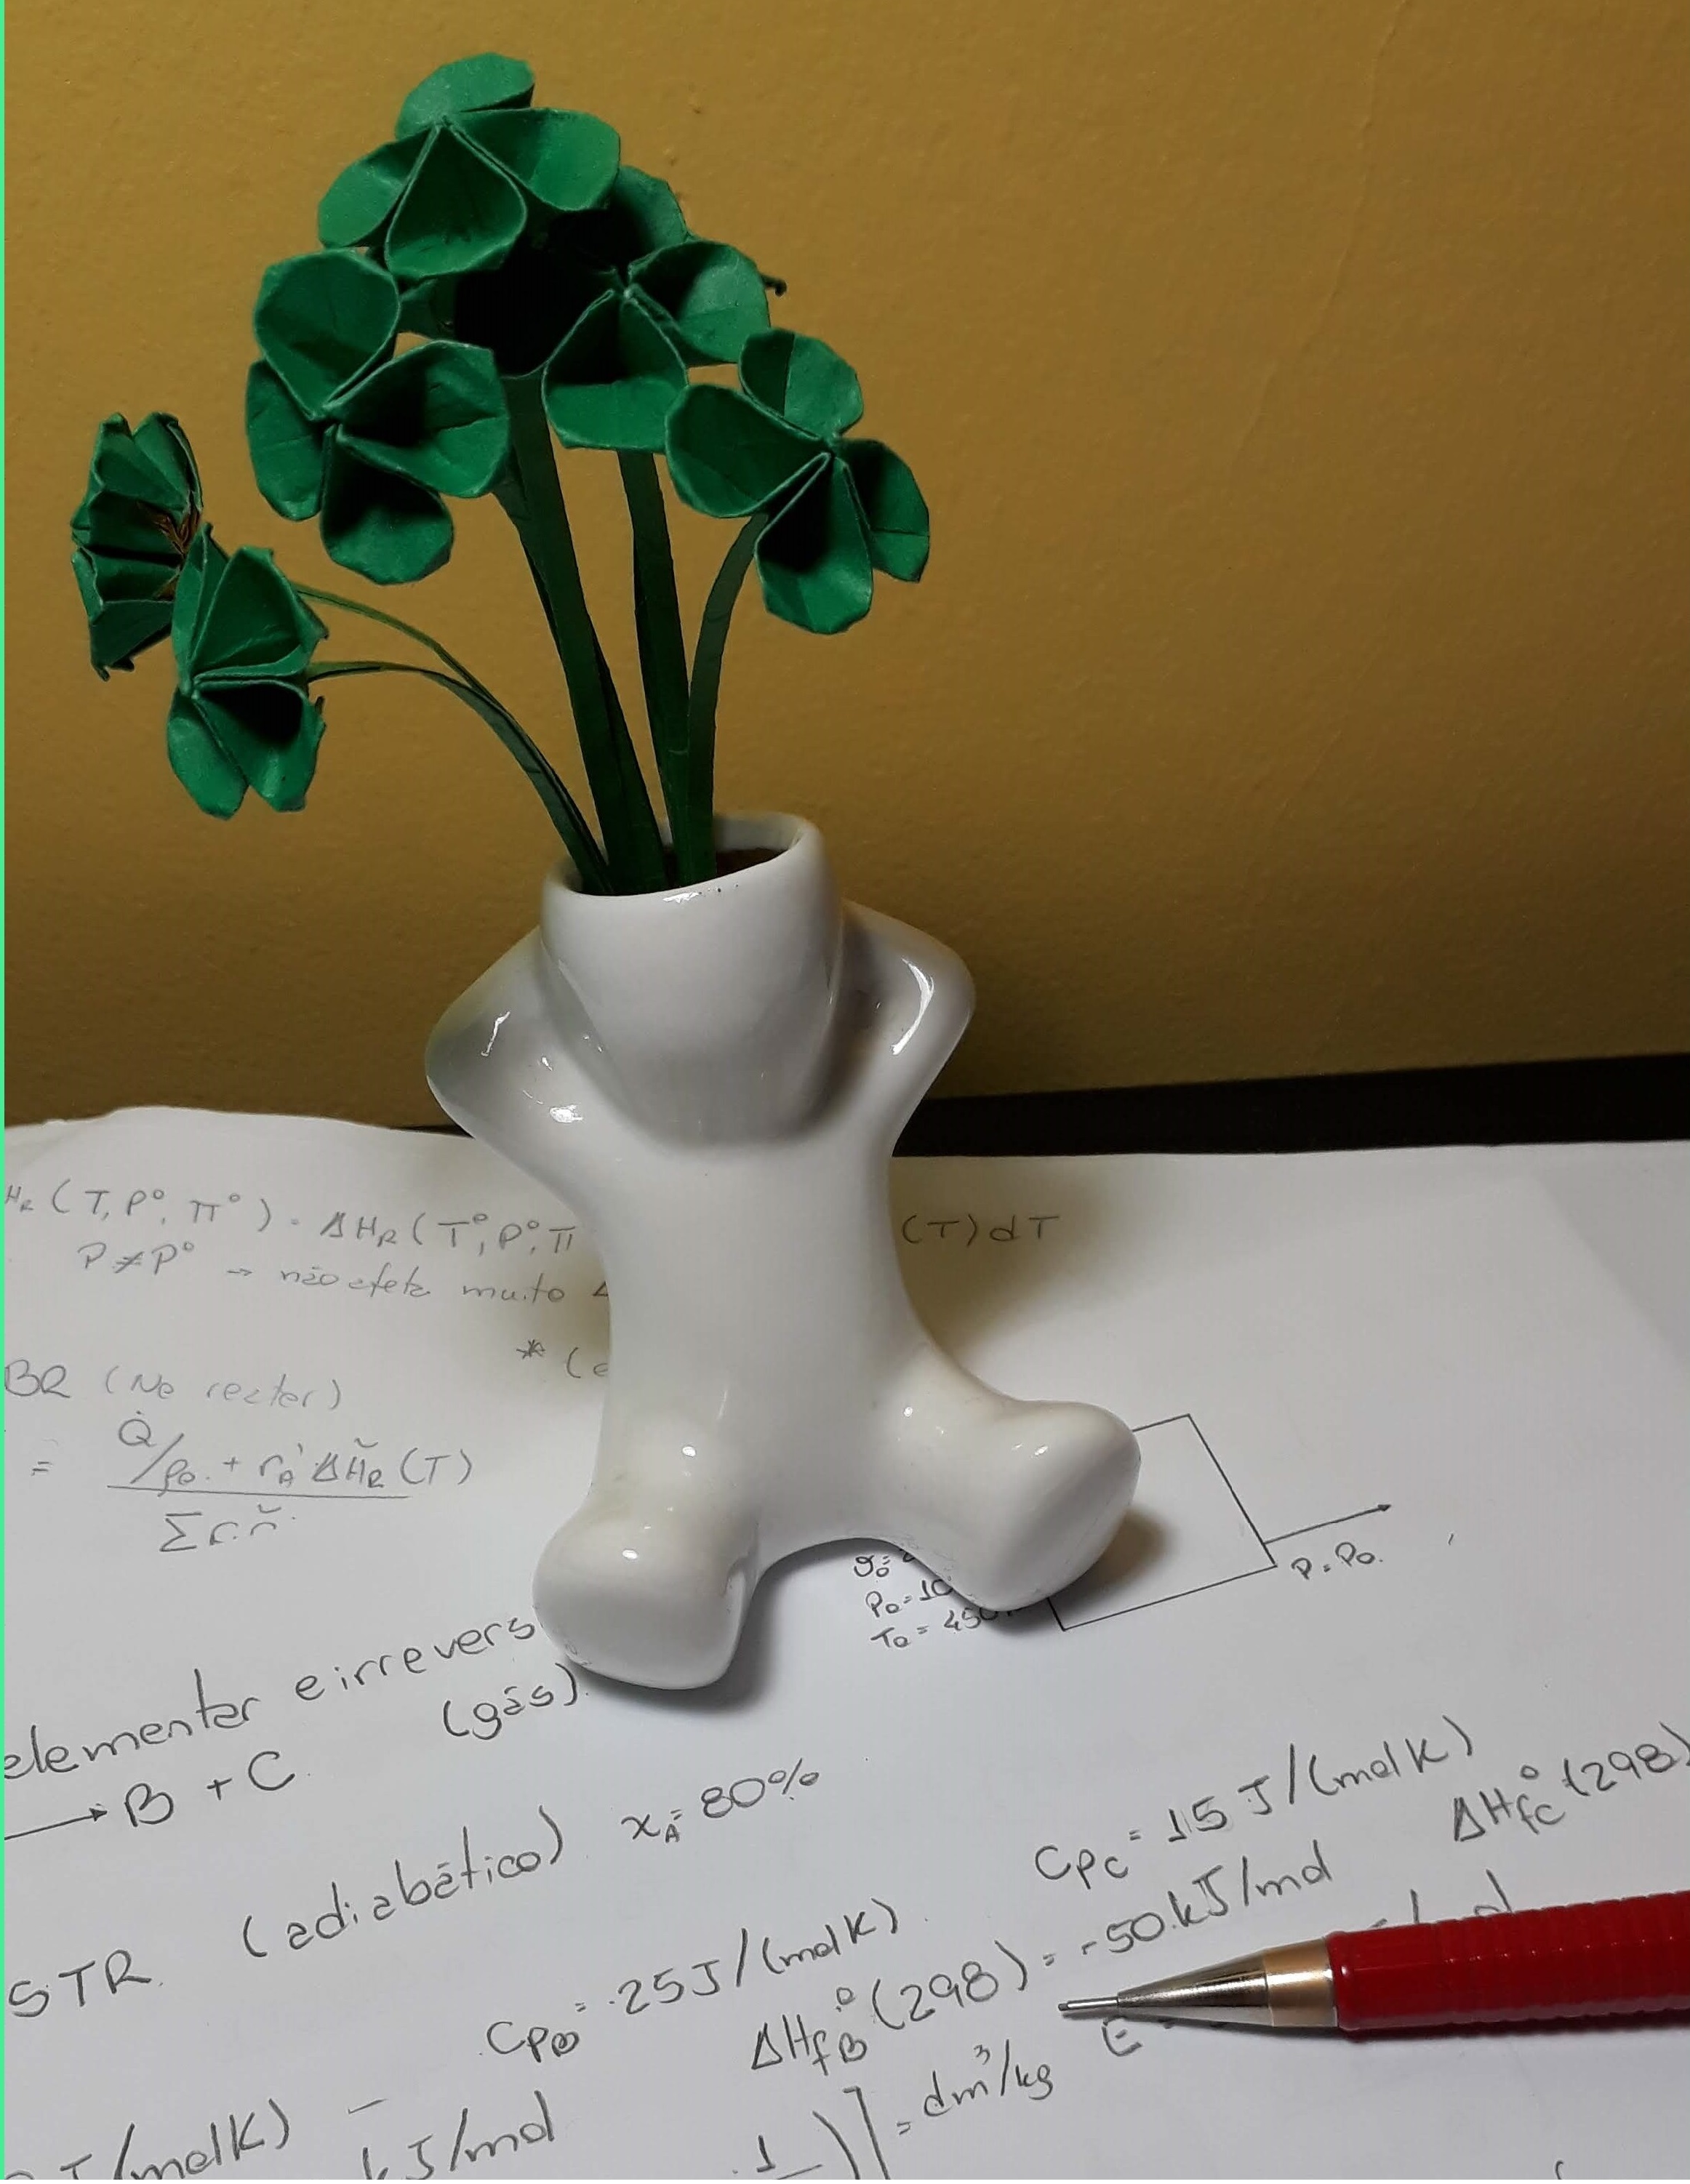 (T, P°, π°) = ΔH_R (T°, P°, π (T) dT
P ≠ P° → não afeta muito
* (e
BR (No reator)
= Q̇/ρ₀ + r_A' ΔH̃_R (T)
Σ
P₀ = 10
T₀ = 450
P = P₀.
elementar e irrevers
(gás)
→ B + C
STR (adiabático) x_A = 80%
Cp_C = 15 J/(mol K)
Cp_B = 25 J/(mol K)
ΔH°_fC (298)
ΔH°_fB (298) = -50 kJ/mol
E =
J/(mol K)
kJ/mol
1 )] = dm³/kg